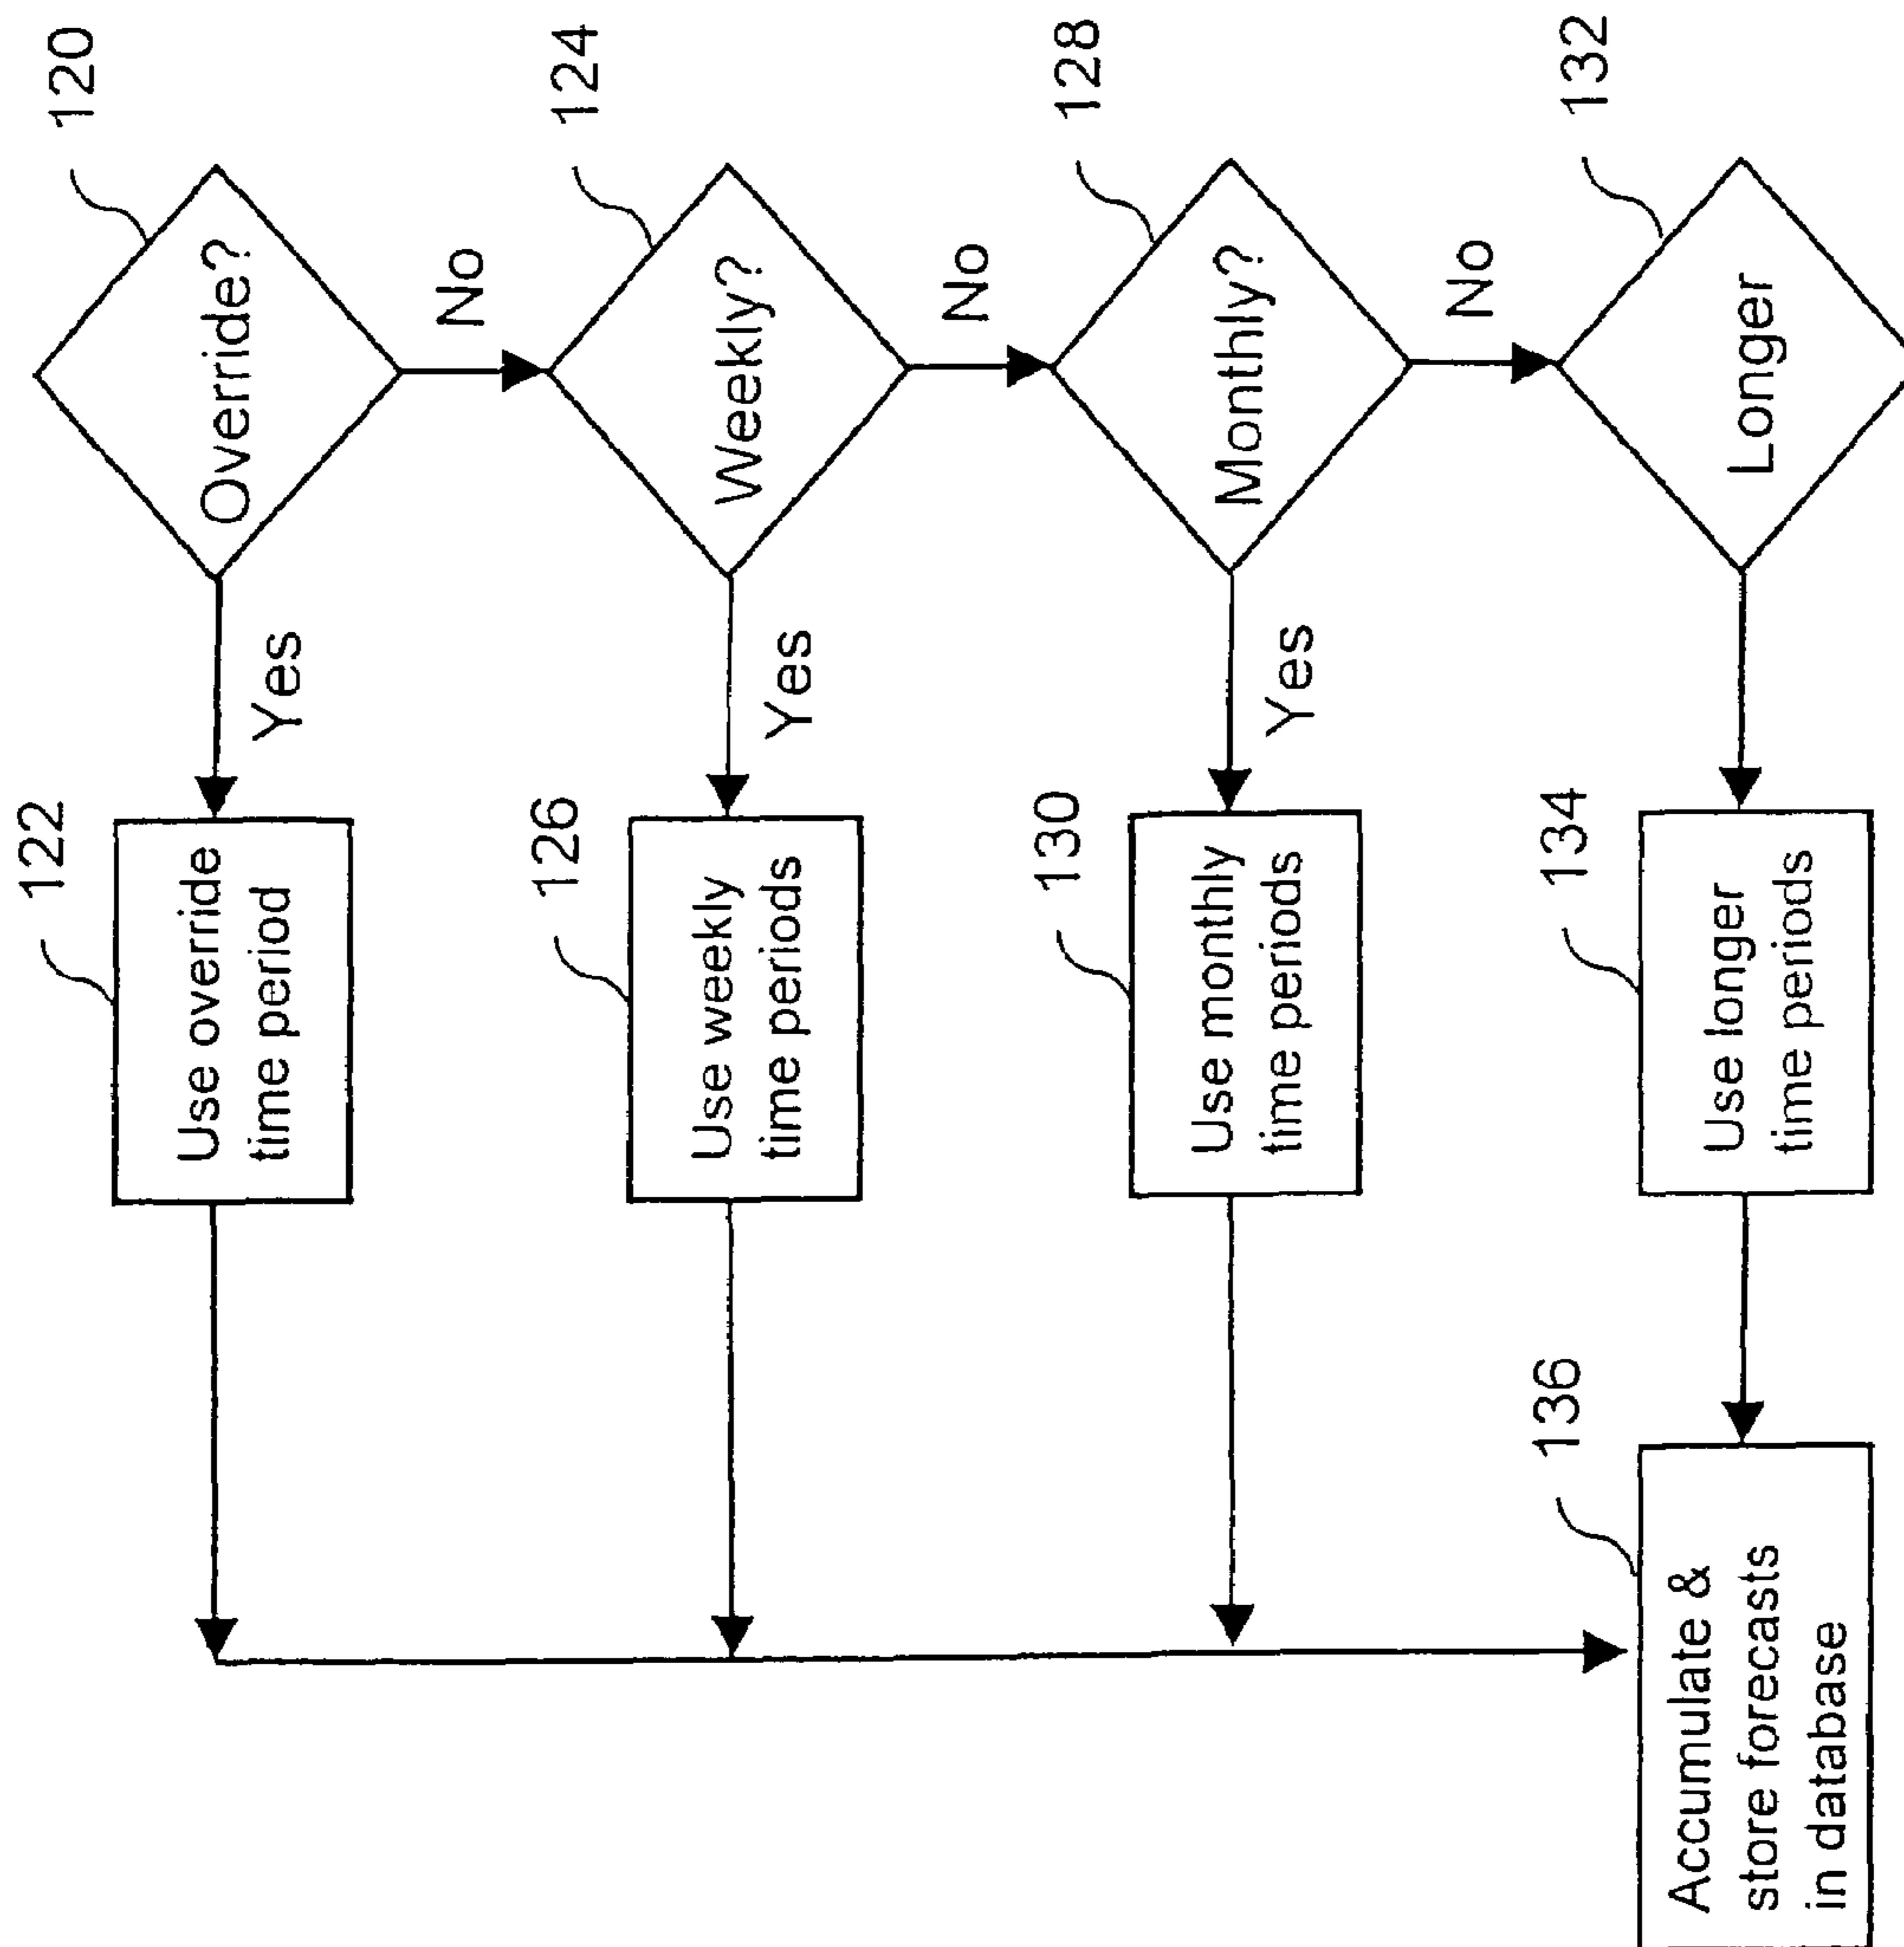 120
Override?
No
124
Weekly?
No
128
Monthly?
No
132
Longer
Yes
Yes
Yes
122
Use override
time period
126
Use weekly
time periods
130
Use monthly
time periods
134
Use longer
time periods
136
Accumulate &
store forecasts
in database